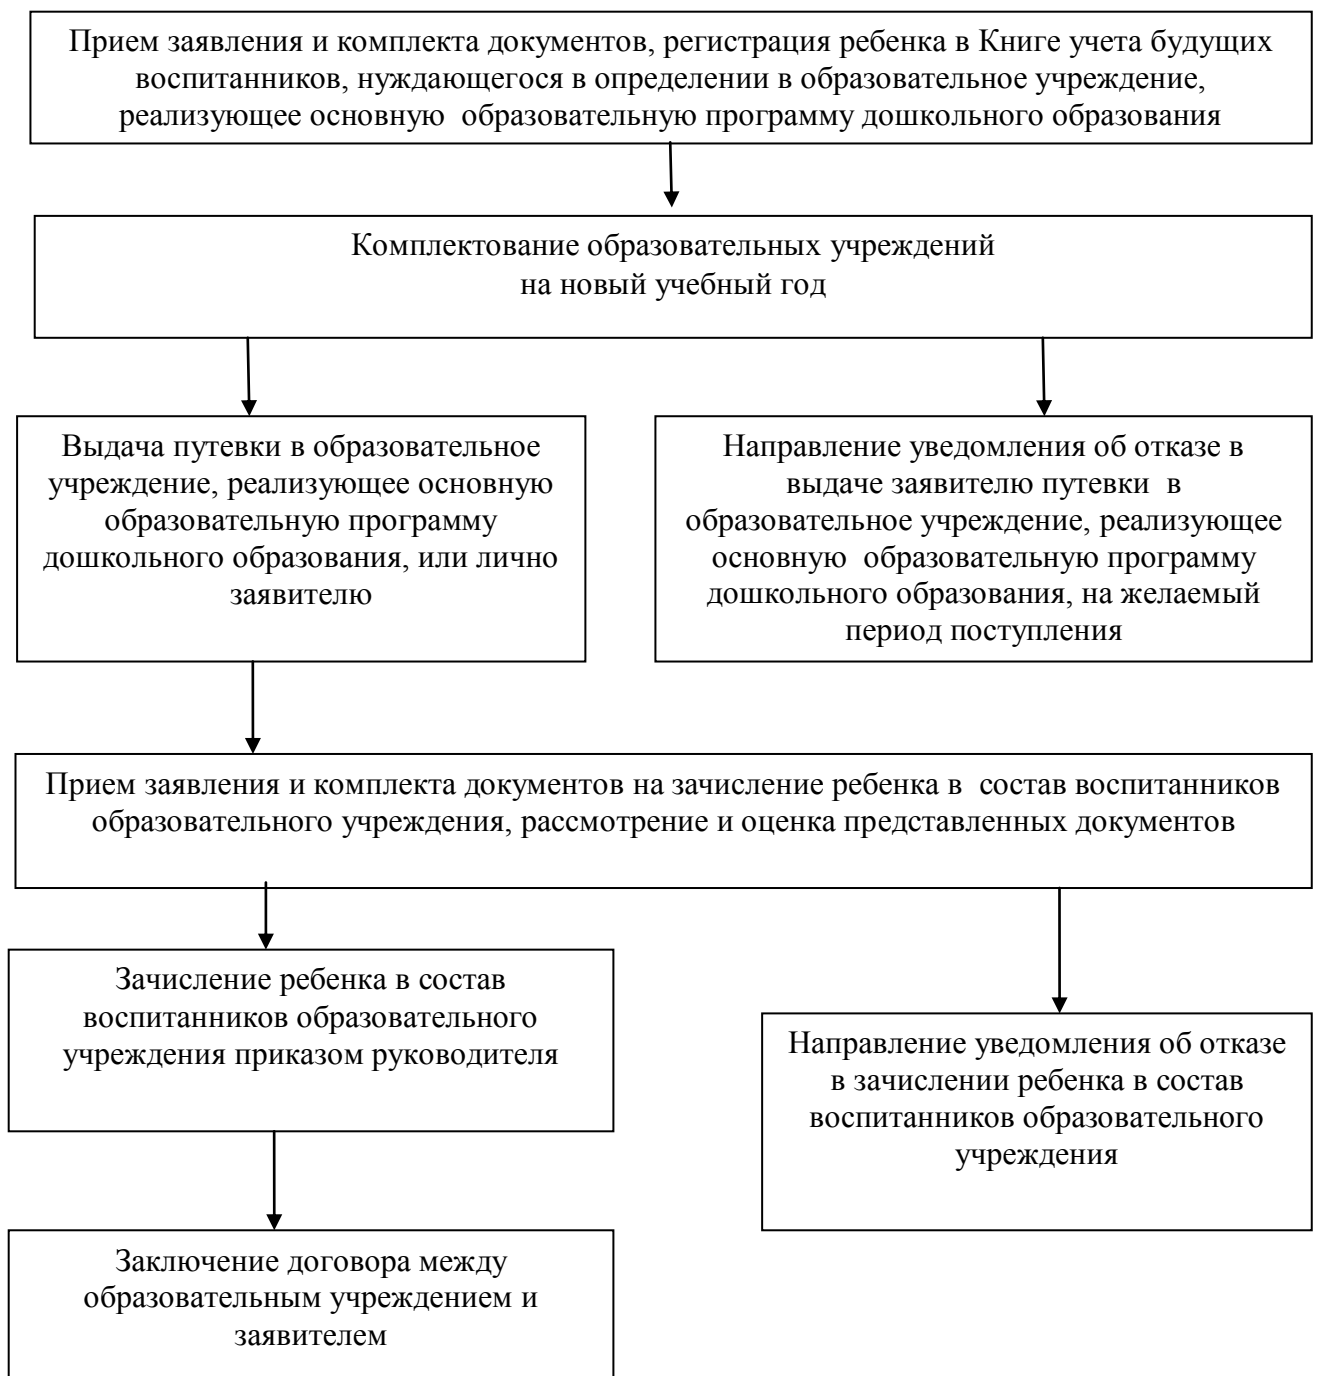 Прием заявления и комплекта документов, регистрация ребенка в Книге учета будущих
воспитанников, нуждающегося в определении в образовательное учреждение,
реализующее основную образовательную программу дошкольного образования
Комплектование образовательных учреждений
на новый учебный год
Выдача путевки в образовательное
учреждение, реализующее основную
образовательную программу
дошкольного образования, или лично
заявителю
Направление уведомления об отказе в
выдаче заявителю путевки в
образовательное учреждение, реализующее
основную образовательную программу
дошкольного образования, на желаемый
период поступления
Прием заявления и комплекта документов на зачисление ребенка в состав воспитанников
образовательного учреждения, рассмотрение и оценка представленных документов
Зачисление ребенка в состав
воспитанников образовательного
учреждения приказом руководителя
Направление уведомления об отказе
в зачислении ребенка в состав
воспитанников образовательного
учреждения
Заключение договора между
образовательным учреждением и
заявителем